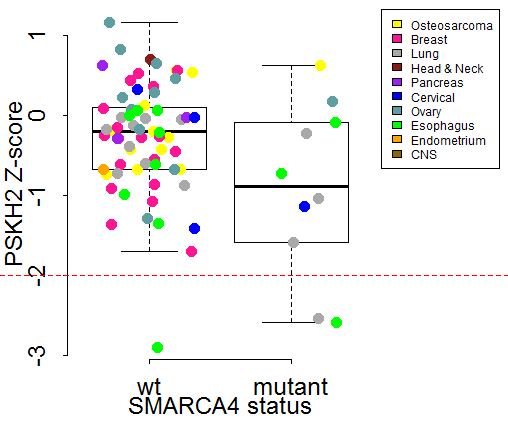 1
0
-1
-2
-3
PSKH2 Z-score
wt
mutant
SMARCA4 status
Osteosarcoma
Breast
Lung
Head & Neck
Pancreas
Cervical
Ovary
Esophagus
Endometrium
CNS